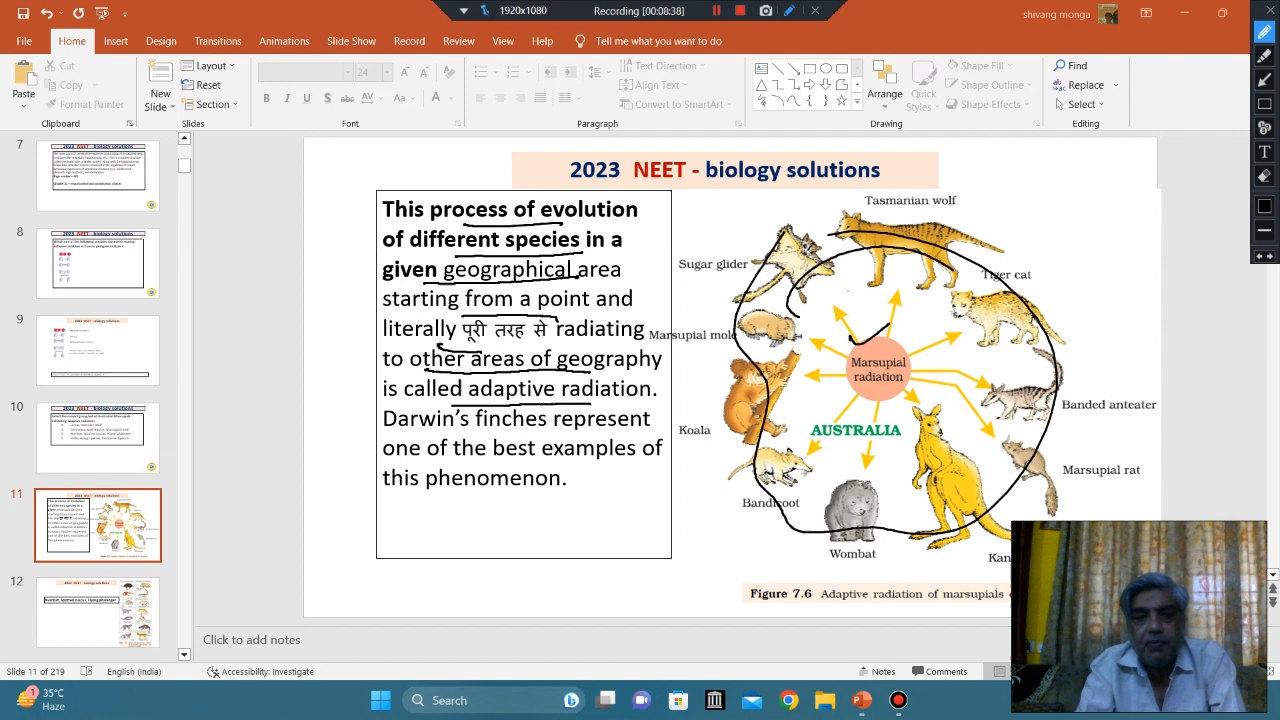 1920x1080
Recording [00:08:38]
shivang monga
File Home Insert Design Transitions Animations Slide Show Record Review View Help Tell me what you want to do
Paste
Cut
Copy
Format Painter
Clipboard
New
Slide
Layout
Reset
Section
Slides
24
Font
Text Direction
Align Text
Convert to SmartArt
Paragraph
Arrange
Quick
Styles
Shape Fill
Shape Outline
Shape Effects
Drawing
Find
Replace
Select
Editing
7
8
9
10
11
12
2023 NEET - biology solutions
This process of evolution
of different species in a
given geographical area
starting from a point and
literally पूरी तरह से radiating
to other areas of geography
is called adaptive radiation.
Darwin's finches represent
one of the best examples of
this phenomenon.
Tasmanian wolf
Sugar glider
Tiger cat
Marsupial mole
Marsupial
radiation
Banded anteater
Koala
AUSTRALIA
Marsupial rat
Bandicoot
Wombat
Figure 7.6 Adaptive radiation of marsupials
Click to add notes
Slide 11 of 219 English (India) Accessibility: Investigate Notes Comments
35°C
Haze
Search